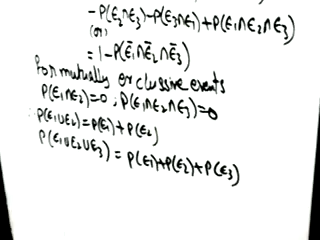 -P(E₂∩E₃)-P(E₃∩E₁)+P(E₁∩E₂∩E₃)
(or)
= 1-P(Ē₁∩Ē₂∩Ē₃)
For mutually exclussive events
P(E₁∩E₂)=0 ; P(E₁∩E₂∩E₃)=0
∴ P(E₁∪E₂)=P(E₁)+P(E₂)
P(E₁∪E₂∪E₃) = P(E₁)+P(E₂)+P(E₃)